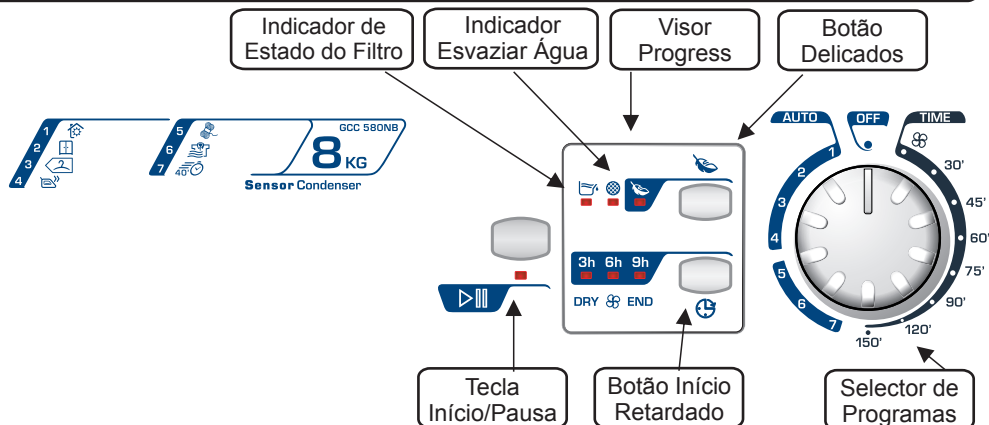 Indicador de
Estado do Filtro
Indicador
Esvaziar Água
Visor
Progress
Botão
Delicados
1
2
3
4
5
6
7
40°
GCC 580NB
8 KG
Sensor Condenser
3h 6h 9h
DRY END
AUTO
OFF
TIME
1
2
3
4
5
6
7
30'
45'
60'
75'
90'
120'
150'
Tecla
Início/Pausa
Botão Início
Retardado
Selector de
Programas